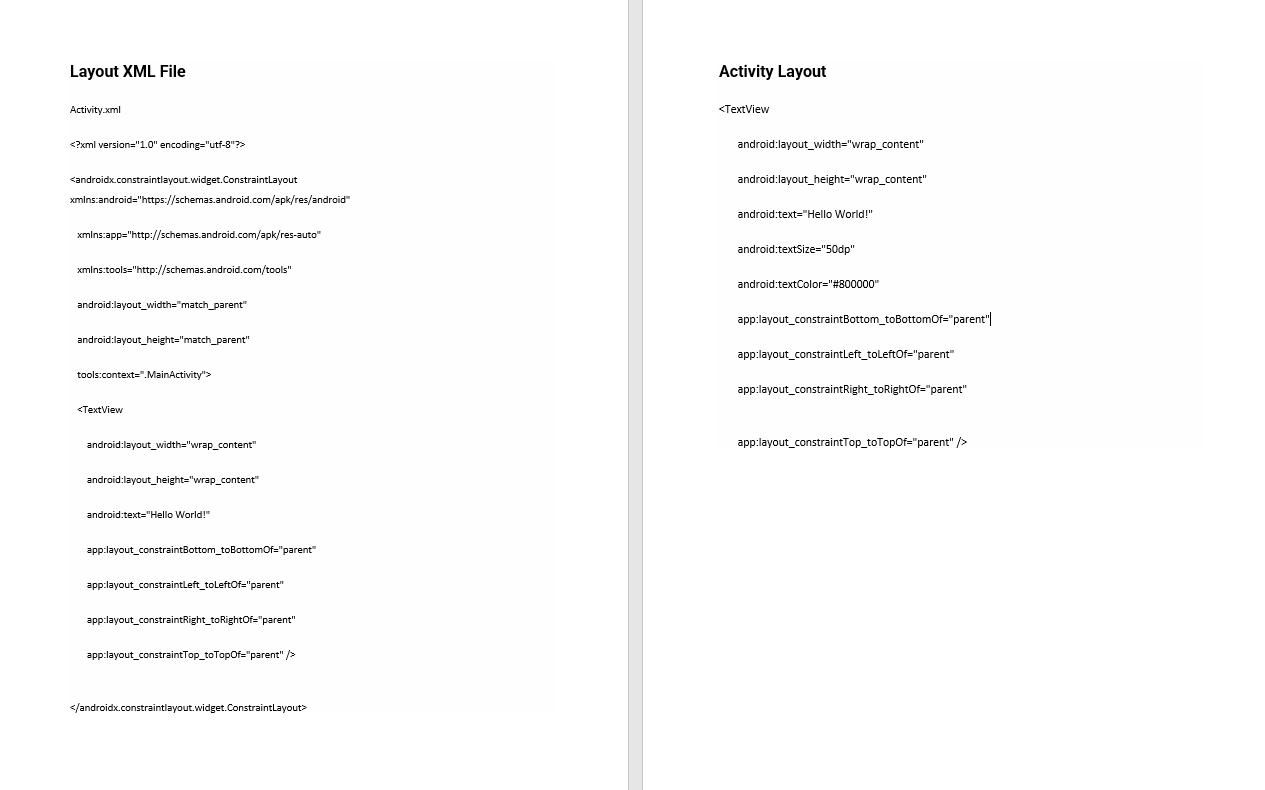 Layout XML File
Activity.xml
<?xml version="1.0" encoding="utf-8"?>
<androidx.constraintlayout.widget.ConstraintLayout
xmlns:android="https://schemas.android.com/apk/res/android"
xmlns:app="http://schemas.android.com/apk/res-auto"
xmlns:tools="http://schemas.android.com/tools"
android:layout_width="match_parent"
android:layout_height="match_parent"
tools:context=".MainActivity">
<TextView
android:layout_width="wrap_content"
android:layout_height="wrap_content"
android:text="Hello World!"
app:layout_constraintBottom_toBottomOf="parent"
app:layout_constraintLeft_toLeftOf="parent"
app:layout_constraintRight_toRightOf="parent"
app:layout_constraintTop_toTopOf="parent" />
</androidx.constraintlayout.widget.ConstraintLayout>
Activity Layout
<TextView
android:layout_width="wrap_content"
android:layout_height="wrap_content"
android:text="Hello World!"
android:textSize="50dp"
android:textColor="#800000"
app:layout_constraintBottom_toBottomOf="parent"
app:layout_constraintLeft_toLeftOf="parent"
app:layout_constraintRight_toRightOf="parent"
app:layout_constraintTop_toTopOf="parent" />